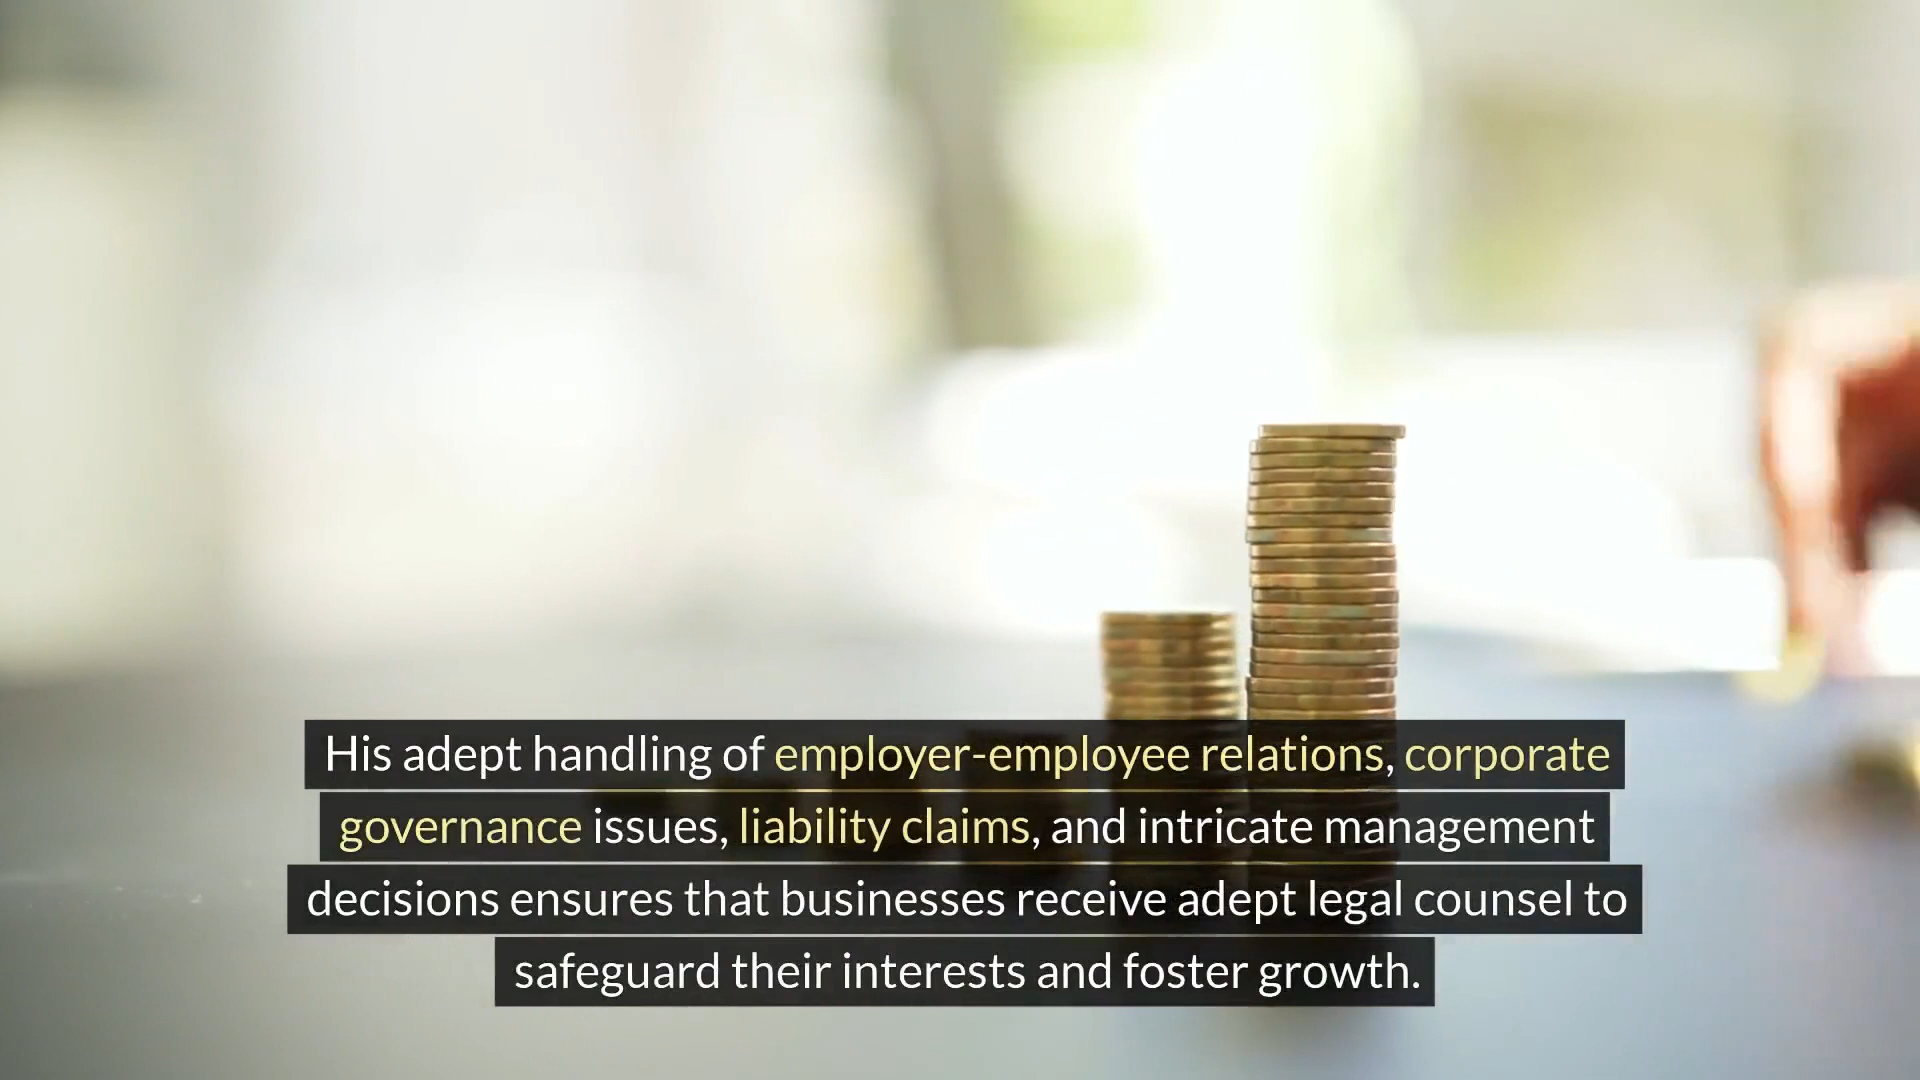 His adept handling of employer-employee relations, corporate
governance issues, liability claims, and intricate management
decisions ensures that businesses receive adept legal counsel to
safeguard their interests and foster growth.